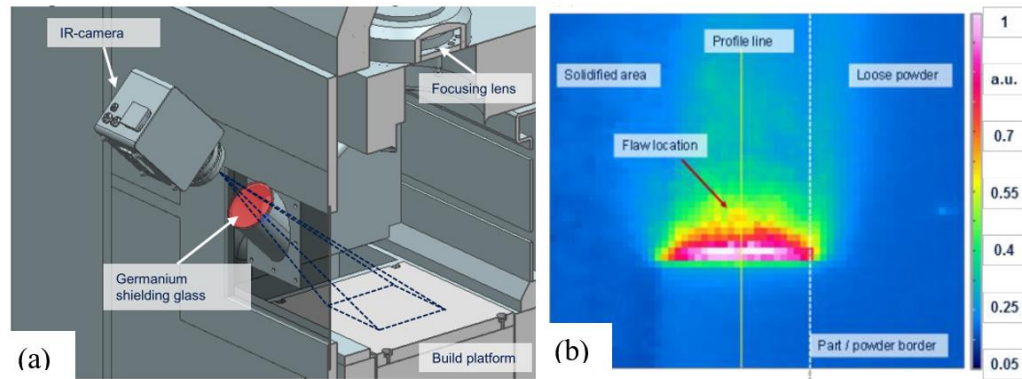 IR-camera
Focusing lens
Germanium
shielding glass
Build platform
(a)
Profile line
Solidified area
Loose powder
Flaw location
Part / powder border
(b)
1
a.u.
0.7
0.55
0.4
0.25
0.05